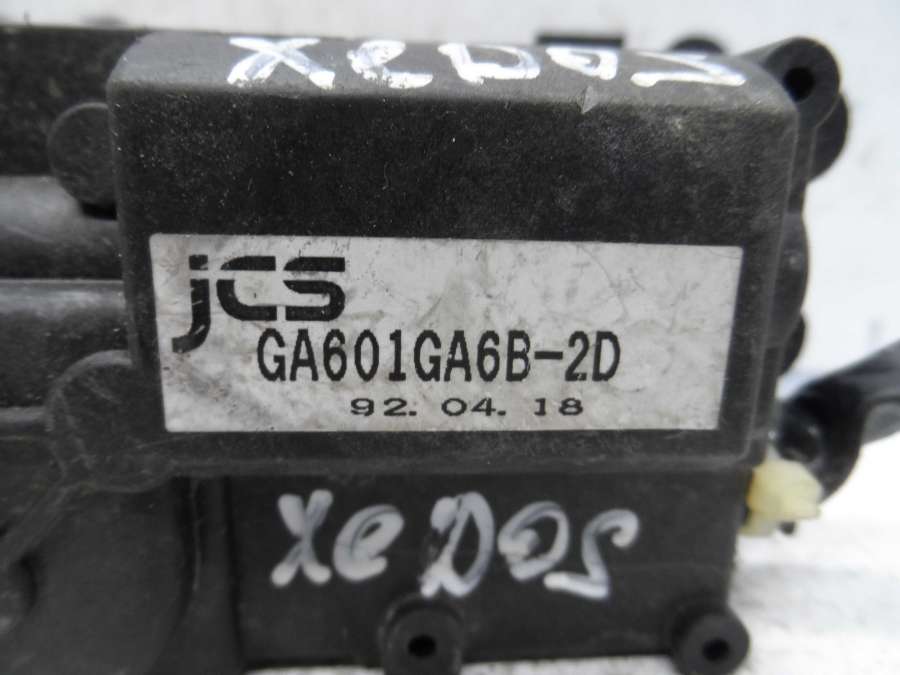 XeDoS
jcs
GA601GA6B-2D
92. 04. 18
XeDoS